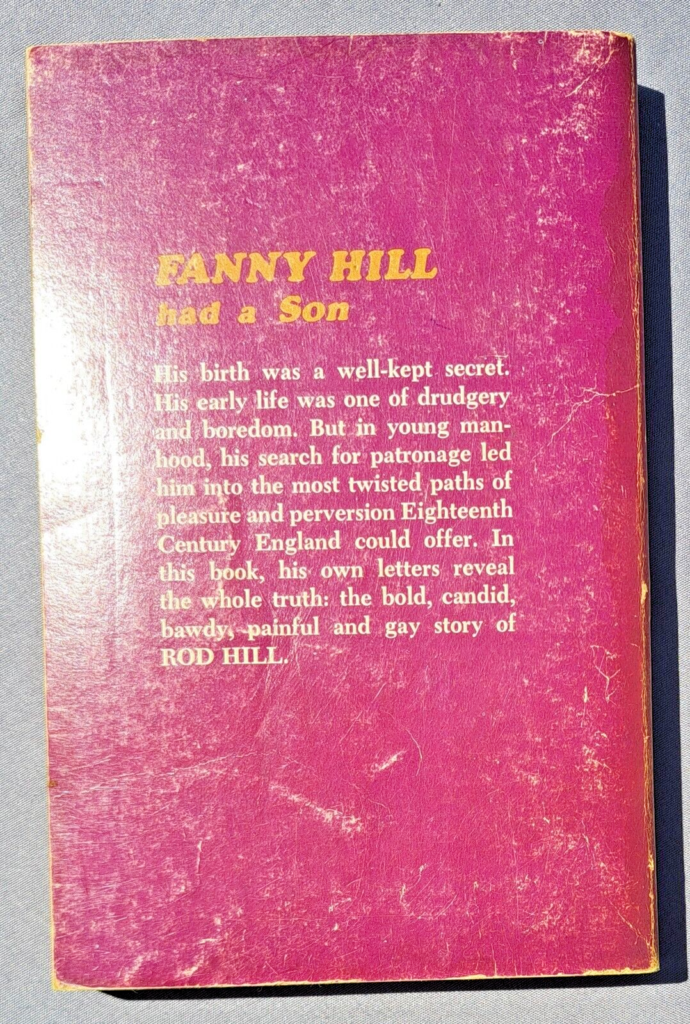 FANNY HILL
had a Son
His birth was a well-kept secret.
His early life was one of drudgery
and boredom. But in young man-
hood, his search for patronage led
him into the most twisted paths of
pleasure and perversion Eighteenth
Century England could offer. In
this book, his own letters reveal
the whole truth: the bold, candid,
bawdy, painful and gay story of
ROD HILL.